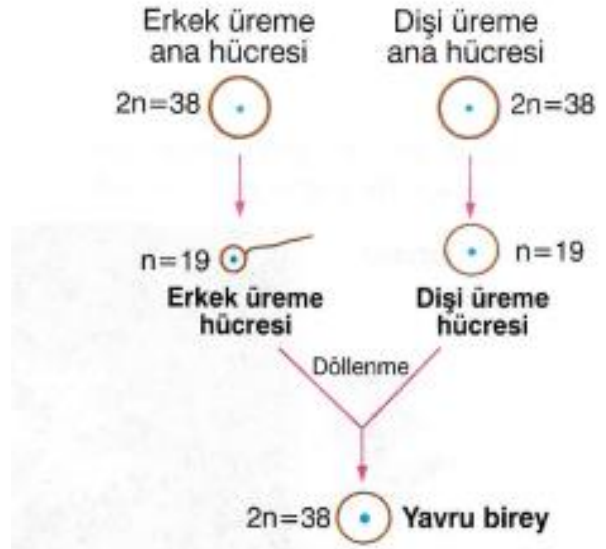 Erkek üreme
ana hücresi
Dişi üreme
ana hücresi
2n=38
2n=38
n=19
n=19
Erkek üreme
hücresi
Dişi üreme
hücresi
Döllenme
2n=38
Yavru birey